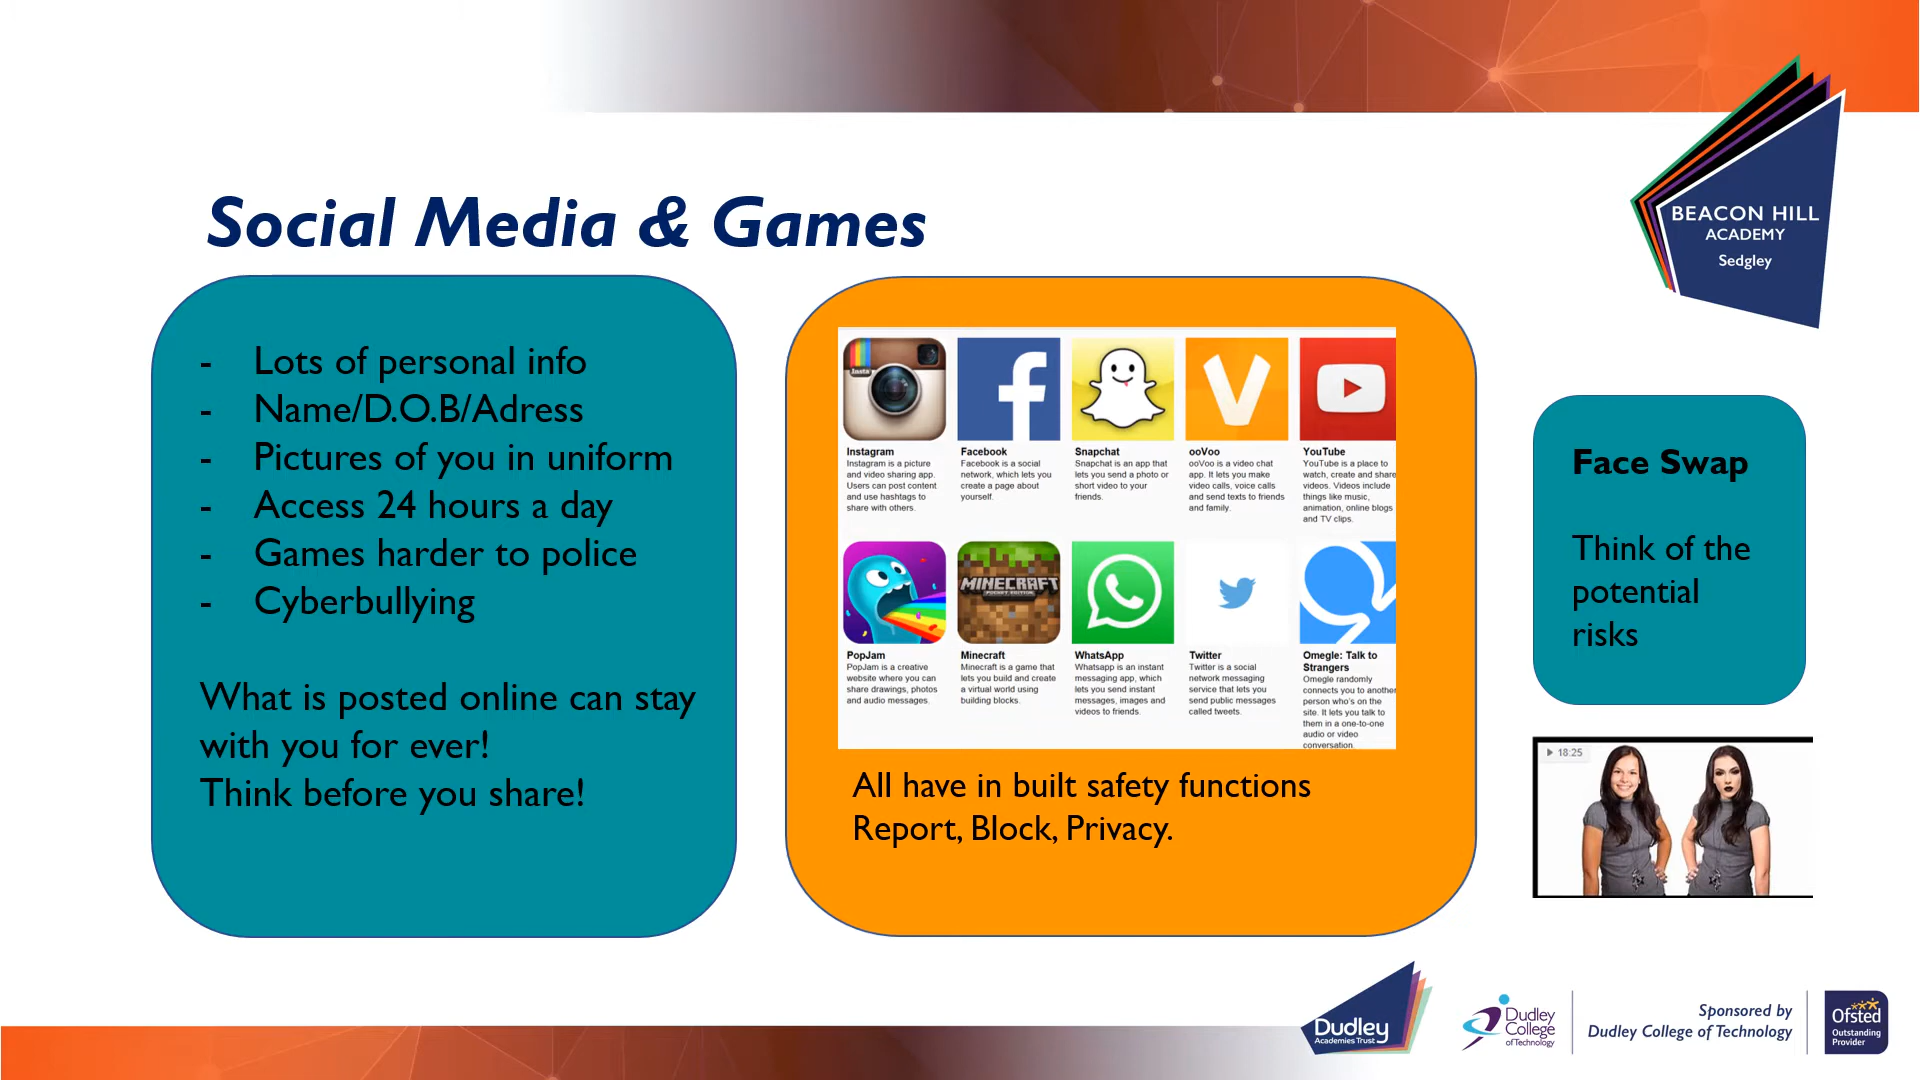 BEACON HILL
ACADEMY
Sedgley
Social Media & Games
- Lots of personal info
- Name/D.O.B/Adress
- Pictures of you in uniform
- Access 24 hours a day
- Games harder to police
- Cyberbullying
What is posted online can stay
with you for ever!
Think before you share!
Insta
Instagram
Instagram is a picture
and video sharing app.
Users can post content
and use hashtags to
share with others.
Facebook
Facebook is a social
network, which lets you
create a page about
yourself.
Snapchat
Snapchat is an app that
lets you send a photo or
short video to your
friends.
ooVoo
ooVoo is a video chat
app. It lets you make
video calls, voice calls
and send texts to friends
and family.
YouTube
YouTube is a place to
watch, create and share
videos. Videos include
things like music,
animation, online blogs
and TV clips.
PopJam
PopJam is a creative
website where you can
share drawings, photos
and audio messages.
MINECRAFT
POCKET EDITION
Minecraft
Minecraft is a game that
lets you build and create
a virtual world using
building blocks.
WhatsApp
Whatsapp is an instant
messaging app, which
lets you send instant
messages, images and
videos to friends.
Twitter
Twitter is a social
network messaging
service that lets you
send public messages
called tweets.
Omegle: Talk to
Strangers
Omegle randomly
connects you to another
person who's on the
site. It lets you talk to
them in a one-to-one
audio or video
conversation.
All have in built safety functions
Report, Block, Privacy.
Face Swap
Think of the
potential
risks
18:25
Dudley
Academies Trust
Dudley
College
of Technology
Sponsored by
Dudley College of Technology
Ofsted
Outstanding
Provider